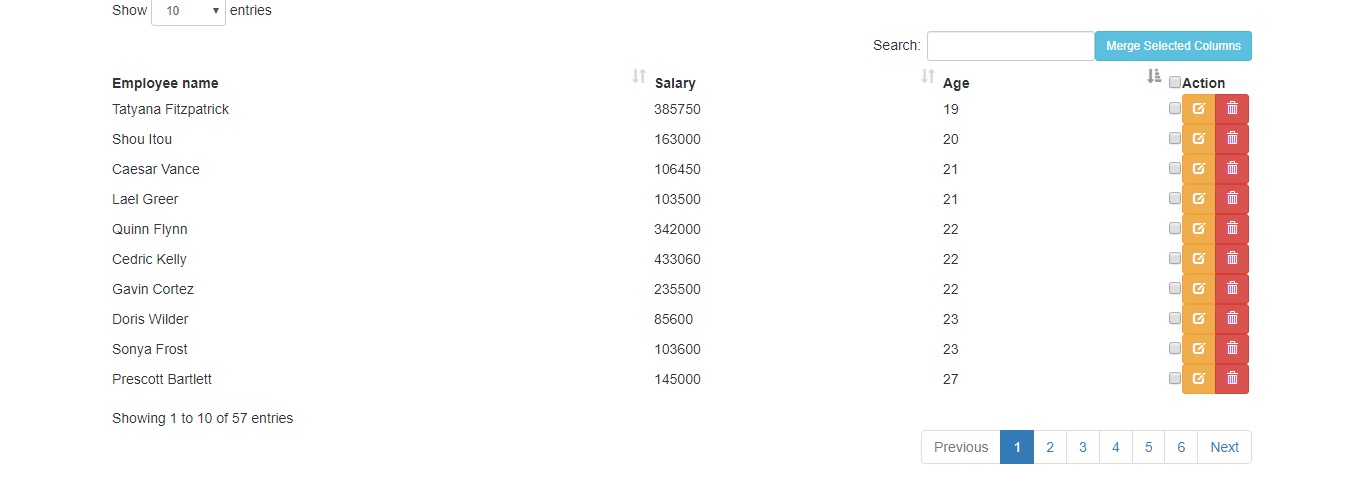 Show 10 entries
Search: Merge Selected Columns
Employee name Salary Age Action
Tatyana Fitzpatrick 385750 19
Shou Itou 163000 20
Caesar Vance 106450 21
Lael Greer 103500 21
Quinn Flynn 342000 22
Cedric Kelly 433060 22
Gavin Cortez 235500 22
Doris Wilder 85600 23
Sonya Frost 103600 23
Prescott Bartlett 145000 27
Showing 1 to 10 of 57 entries
Previous 1 2 3 4 5 6 Next